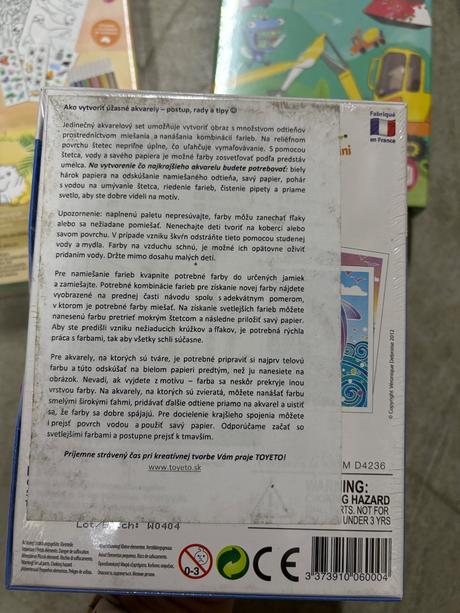 Ako vytvoriť úžasné akvarely – postup, rady a tipy ☺
Jedinečný akvarelový set umožňuje vytvoriť obraz s množstvom odtieňov
prostredníctvom miešania a nanášania kombinácií farieb. Na reliéfnom
povrchu štetec nepríľne úplne, čo uľahčuje vymaľovávanie. S pomocou
štetca, vody a savého papiera je možné farby zosvetľovať podľa predstáv
umelca. Na vytvorenie čo najkrajšieho akvarelu budete potrebovať: biely
hárok papiera na odskúšanie namiešaného odtieňa, savý papier, pohár
s vodou na umývanie štetca, riedenie farieb, čistenie pipety a priame
svetlo, aby ste dobre videli na motív.
Upozornenie: naplnenú paletu nepresúvajte, farby môžu zanechať fľaky
alebo sa nežiadane pomiešať. Nenechajte deti tvoriť na koberci alebo
savom povrchu. V prípade vzniku škvŕn odstráňte tieto pomocou studenej
vody a mydla. Farby na vzduchu schnú, je možné ich opätovne oživiť
pridaním vody. Držte mimo dosahu malých detí.
Pre namiešanie farieb kvapnite potrebné farby do určených jamiek
a zamiešajte. Potrebné kombinácie farieb pre získanie novej farby nájdete
vyobrazené na prednej časti návodu spolu s adekvátnym pomerom,
v ktorom je potrebné farby miešať. Na získanie svetlejších farieb môžete
nanesenú farbu pretrieť mokrým štetcom a následne priložiť savý papier.
Aby ste predišli vzniku nežiaducich krúžkov a fľakov, je potrebná rýchla
práca s farbami, tak aby všetky schli súčasne.
Pre akvarely, na ktorých sú tváre, je potrebné pripraviť si najprv telovú
farbu a túto odskúšať na bielom papieri predtým, než ju nanesiete na
obrázok. Nevadí, ak vyjdete z motívu – farba sa neskôr prekryje inou
vrstvou farby. Na akvarely, na ktorých sú zvieratá, môžete nanášať farbu
smelými širokými ťahmi, pridávať ďalšie odtiene priamo na akvarel a uistiť
sa, že farby sa dobre spájajú. Pre docielenie krajšieho spojenia môžete
i prejsť povrch vodou a použiť savý papier. Odporúčame začať so
svetlejšími farbami a postupne prejsť k tmavším.
Príjemne strávený čas pri kreatívnej tvorbe Vám praje TOYETO!
www.toyeto.sk
Fabriqué
en France
© Copyright: Véronique Debroise 2012
M D4236
WARNING:
G HAZARD
RTS. NOT FOR
UNDER 3 YRS
Lot/Batch: W0404
0-3
CE
3 373910 060004